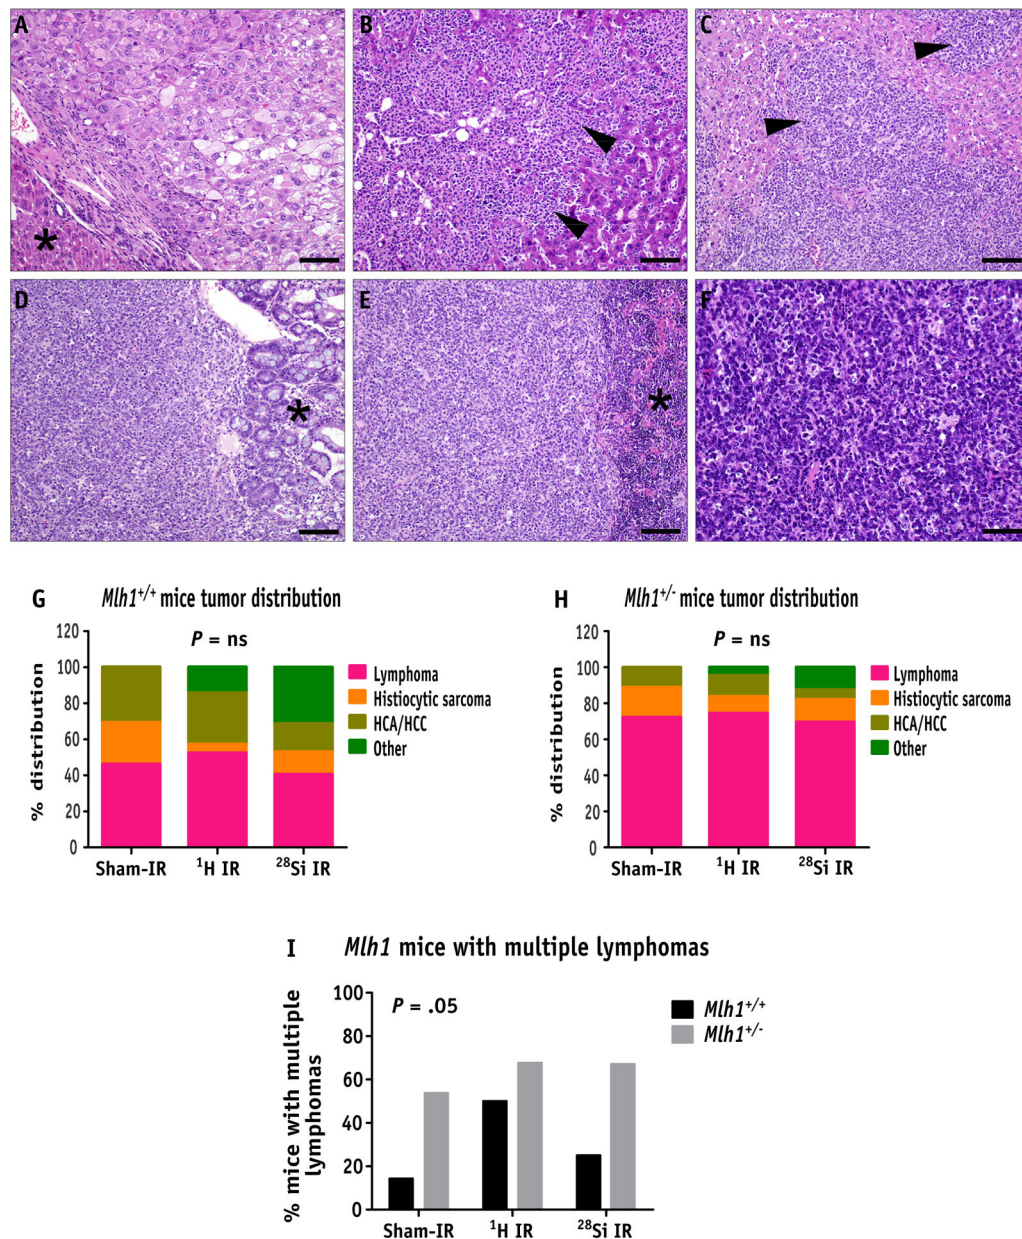 A
B
C
*
D
E
F
*
*
G
Mlh1+/+ mice tumor distribution
P = ns
% distribution
120
100
80
60
40
20
0
Sham-IR
1H IR
28Si IR
Lymphoma
Histiocytic sarcoma
HCA/HCC
Other
H
Mlh1+/- mice tumor distribution
P = ns
% distribution
120
100
80
60
40
20
0
Sham-IR
1H IR
28Si IR
Lymphoma
Histiocytic sarcoma
HCA/HCC
Other
I
Mlh1 mice with multiple lymphomas
P = .05
% mice with multiple
lymphomas
100
80
60
40
20
0
Sham-IR
1H IR
28Si IR
Mlh1+/+
Mlh1+/-